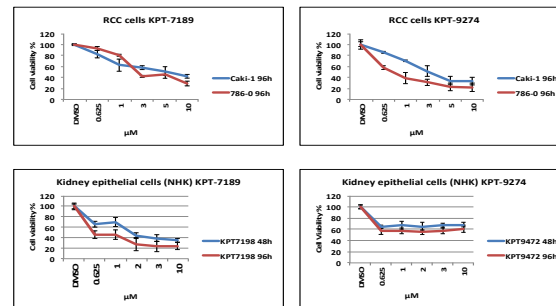 RCC cells KPT-7189
Cell viability %
120
100
80
60
40
20
0
DMSO
0.625
1
3
5
10
µM
Caki-1 96h
786-0 96h
RCC cells KPT-9274
Cell viability %
120
100
80
60
40
20
0
DMSO
0.625
1
3
5
10
µM
Caki-1 96h
786-0 96h
Kidney epithelial cells (NHK) KPT-7189
Cell viability %
120
100
80
60
40
20
0
DMSO
0.625
1
2
3
10
µM
KPT7198 48h
KPT7198 96h
Kidney epithelial cells (NHK) KPT-9274
Cell viability %
120
100
80
60
40
20
0
DMSO
0.625
1
2
3
10
µM
KPT9472 48h
KPT9472 96h